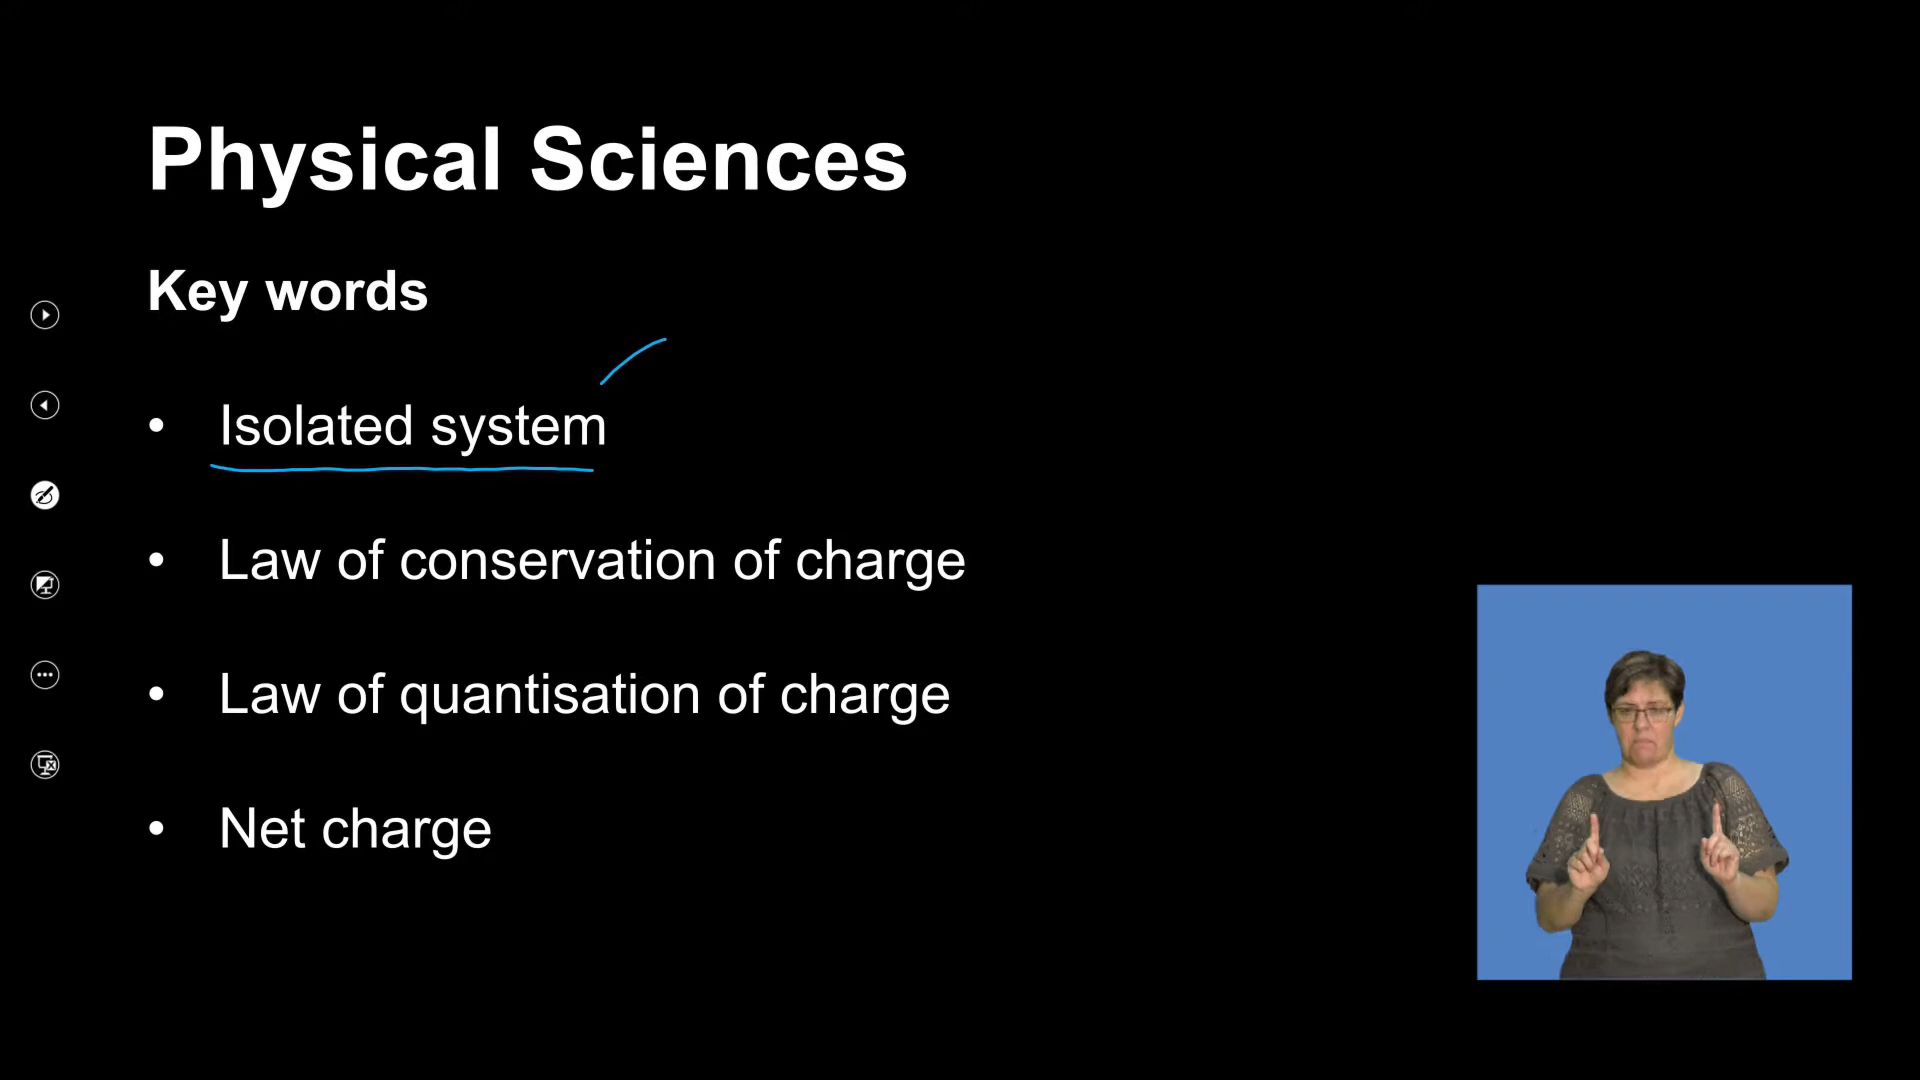 Physical Sciences
Key words
• Isolated system
• Law of conservation of charge
• Law of quantisation of charge
• Net charge